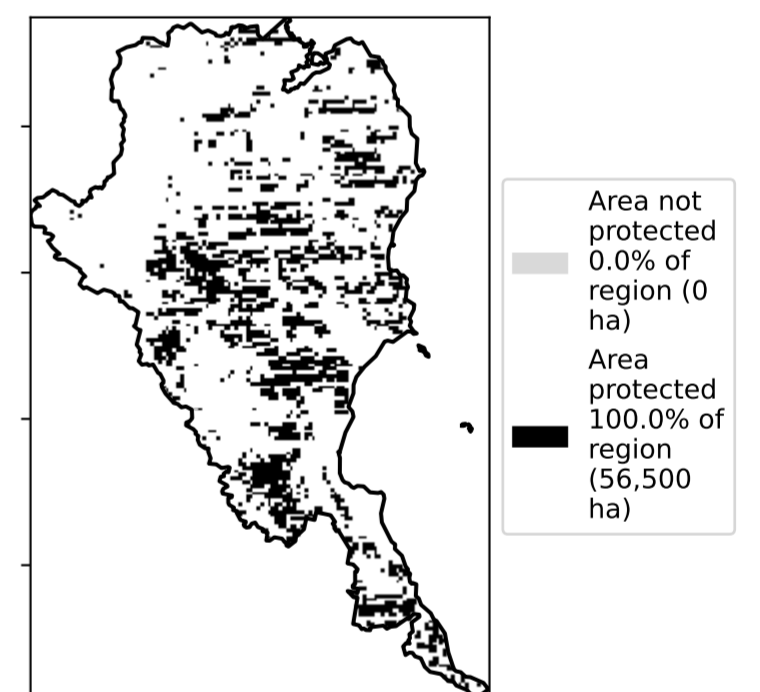 Area not
protected
0.0% of
region (0
ha)
Area
protected
100.0% of
region
(56,500
ha)